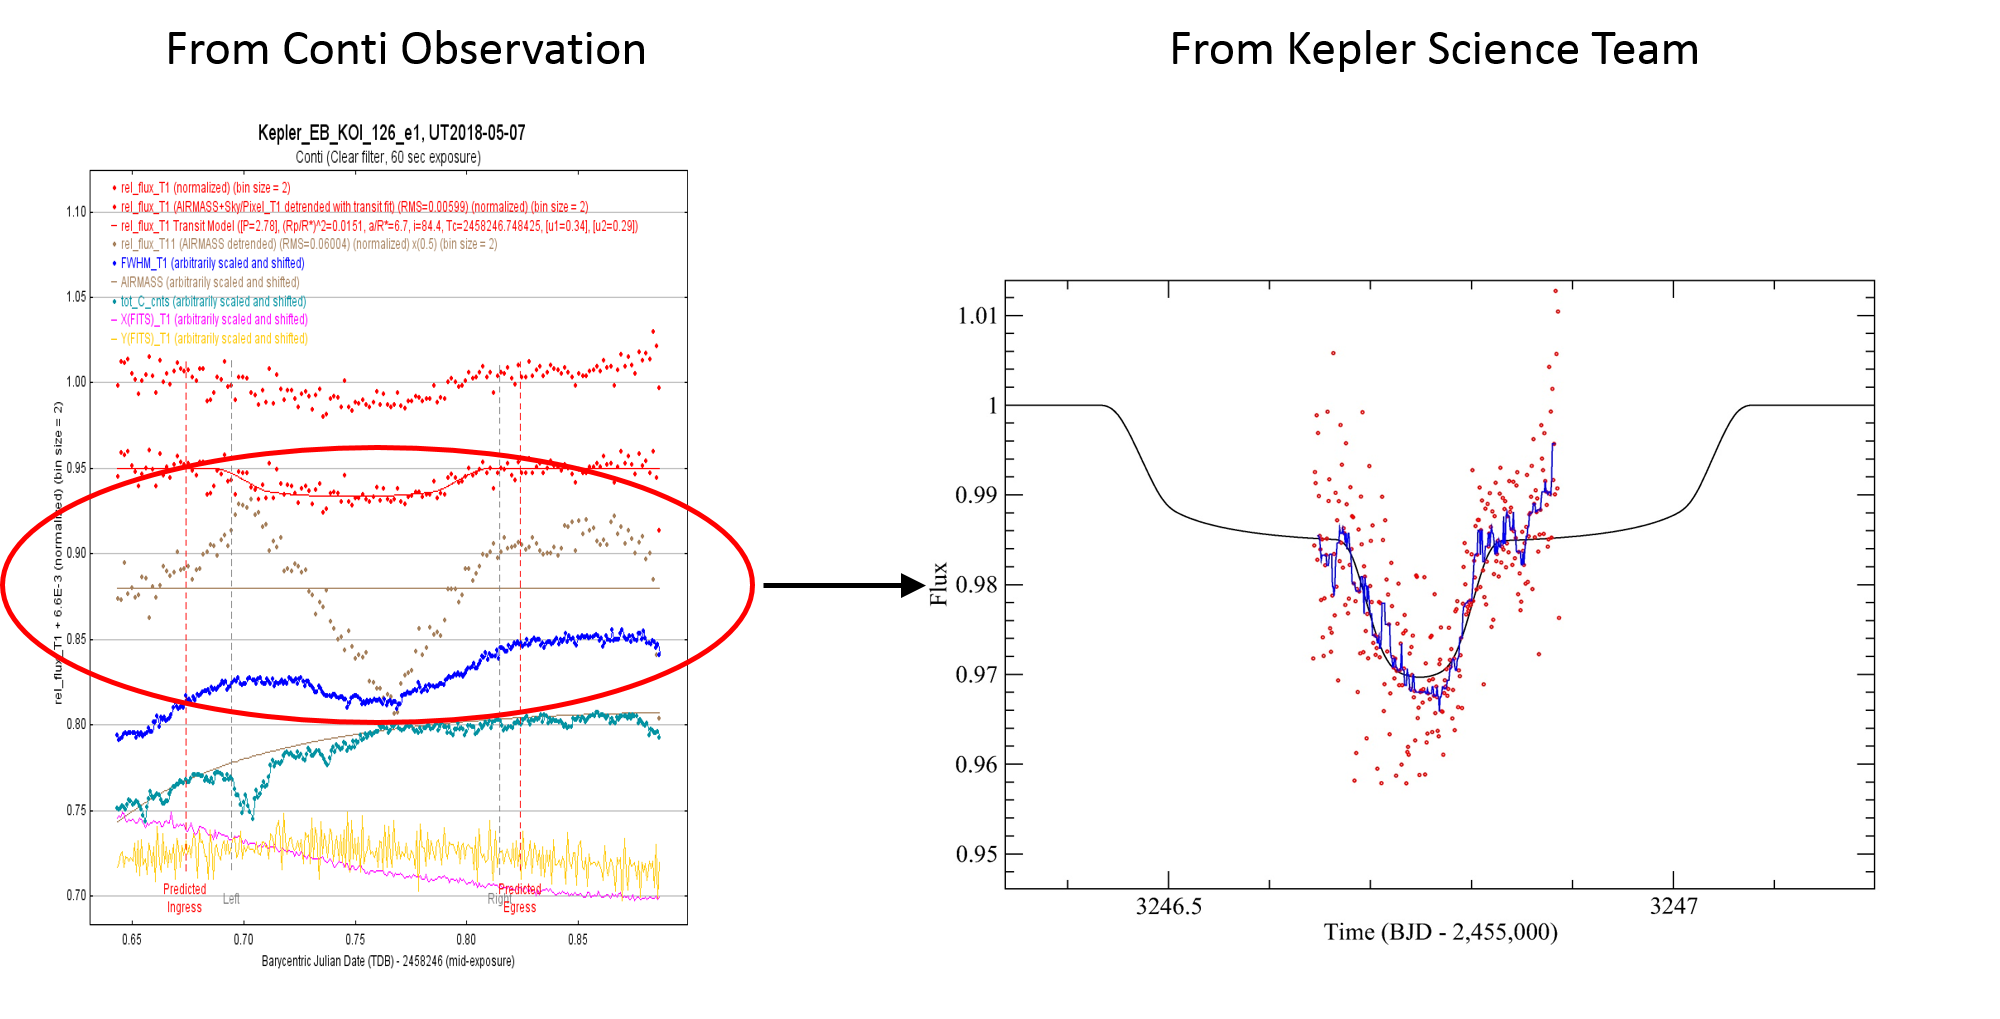 From Conti Observation
From Kepler Science Team
Kepler_EB_KOI_126_e1, UT2018-05-07
Conti (Clear filter, 60 sec exposure)
rel_flux_T1 (normalized) (bin size = 2)
rel_flux_T1 (AIRMASS+Sky/Pixel_T1 detrended with transit fit) (RMS=0.00599) (normalized) (bin size = 2)
rel_flux_T1 Transit Model ([P=2.78], (Rp/R*)^2=0.0151, a/R*=6.7, i=84.4, Tc=2458246.748425, [u1=0.34], [u2=0.29])
rel_flux_T11 (AIRMASS detrended) (RMS=0.06004) (normalized) x(0.5) (bin size = 2)
FWHM_T1 (arbitrarily scaled and shifted)
AIRMASS (arbitrarily scaled and shifted)
tot_C_cnts (arbitrarily scaled and shifted)
X(FITS)_T1 (arbitrarily scaled and shifted)
Y(FITS)_T1 (arbitrarily scaled and shifted)
1.10
1.05
1.00
0.95
0.90
0.85
0.80
0.75
0.70
rel_flux_T1 + 6.6E-3 (normalized) (bin size = 2)
Predicted
Ingress
Left
Right
Predicted
Egress
0.65
0.70
0.75
0.80
0.85
Barycentric Julian Date (TDB) - 2458246 (mid-exposure)
1.01
1
0.99
0.98
0.97
0.96
0.95
Flux
3246.5
3247
Time (BJD - 2,455,000)